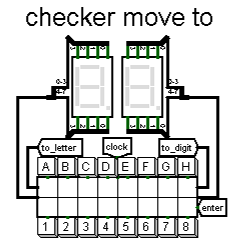 checker move to
0-3 0-3
4-7 4-7
to_letter clock to_digit
A B C D E F G H
enter
1 2 3 4 5 6 7 8